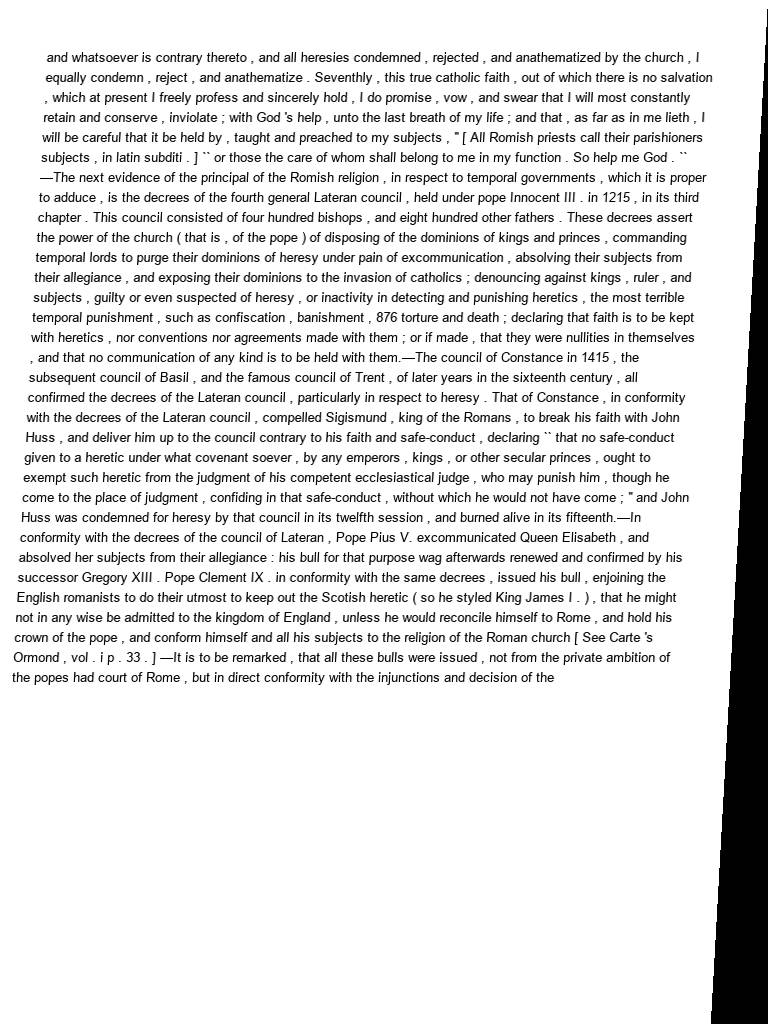 and whatsoever is contrary thereto , and all heresies condemned , rejected , and anathematized by the church , I
equally condemn , reject , and anathematize . Seventhly , this true catholic faith , out of which there is no salvation
, which at present I freely profess and sincerely hold , I do promise , vow , and swear that I will most constantly
retain and conserve , inviolate ; with God 's help , unto the last breath of my life ; and that , as far as in me lieth , I
will be careful that it be held by , taught and preached to my subjects , " [ All Romish priests call their parishioners
subjects , in latin subditi . ] `` or those the care of whom shall belong to me in my function . So help me God . ``
—The next evidence of the principal of the Romish religion , in respect to temporal governments , which it is proper
to adduce , is the decrees of the fourth general Lateran council , held under pope Innocent III . in 1215 , in its third
chapter . This council consisted of four hundred bishops , and eight hundred other fathers . These decrees assert
the power of the church ( that is , of the pope ) of disposing of the dominions of kings and princes , commanding
temporal lords to purge their dominions of heresy under pain of excommunication , absolving their subjects from
their allegiance , and exposing their dominions to the invasion of catholics ; denouncing against kings , ruler , and
subjects , guilty or even suspected of heresy , or inactivity in detecting and punishing heretics , the most terrible
temporal punishment , such as confiscation , banishment , 876 torture and death ; declaring that faith is to be kept
with heretics , nor conventions nor agreements made with them ; or if made , that they were nullities in themselves
, and that no communication of any kind is to be held with them.—The council of Constance in 1415 , the
subsequent council of Basil , and the famous council of Trent , of later years in the sixteenth century , all
confirmed the decrees of the Lateran council , particularly in respect to heresy . That of Constance , in conformity
with the decrees of the Lateran council , compelled Sigismund , king of the Romans , to break his faith with John
Huss , and deliver him up to the council contrary to his faith and safe-conduct , declaring `` that no safe-conduct
given to a heretic under what covenant soever , by any emperors , kings , or other secular princes , ought to
exempt such heretic from the judgment of his competent ecclesiastical judge , who may punish him , though he
come to the place of judgment , confiding in that safe-conduct , without which he would not have come ; " and John
Huss was condemned for heresy by that council in its twelfth session , and burned alive in its fifteenth.—In
conformity with the decrees of the council of Lateran , Pope Pius V. excommunicated Queen Elisabeth , and
absolved her subjects from their allegiance : his bull for that purpose wag afterwards renewed and confirmed by his
successor Gregory XIII . Pope Clement IX . in conformity with the same decrees , issued his bull , enjoining the
English romanists to do their utmost to keep out the Scotish heretic ( so he styled King James I . ) , that he might
not in any wise be admitted to the kingdom of England , unless he would reconcile himself to Rome , and hold his
crown of the pope , and conform himself and all his subjects to the religion of the Roman church [ See Carte 's
Ormond , vol . i p . 33 . ] —It is to be remarked , that all these bulls were issued , not from the private ambition of
the popes had court of Rome , but in direct conformity with the injunctions and decision of the